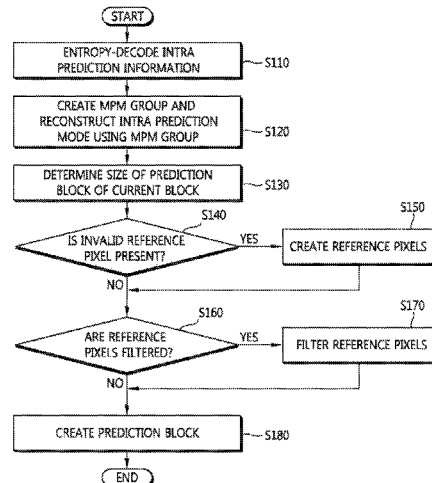 START
ENTROPY-DECODE INTRA
PREDICTION INFORMATION
S110
CREATE MPM GROUP AND
RECONSTRUCT INTRA PREDICTION
MODE USING MPM GROUP
S120
DETERMINE SIZE OF PREDICTION
BLOCK OF CURRENT BLOCK
S130
S140
IS INVALID REFERENCE
PIXEL PRESENT?
YES
S150
CREATE REFERENCE PIXELS
NO
S160
ARE REFERENCE
PIXELS FILTERED?
YES
S170
FILTER REFERENCE PIXELS
NO
CREATE PREDICTION BLOCK
S180
END